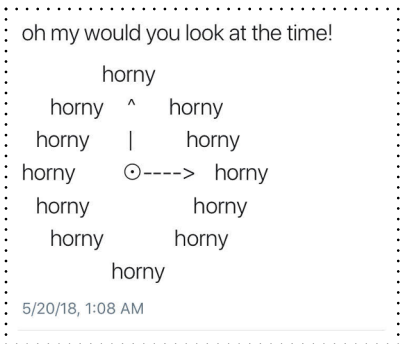 oh my would you look at the time!
horny
horny ^ horny
horny | horny
horny ⊙----> horny
horny horny
horny horny
horny
5/20/18, 1:08 AM